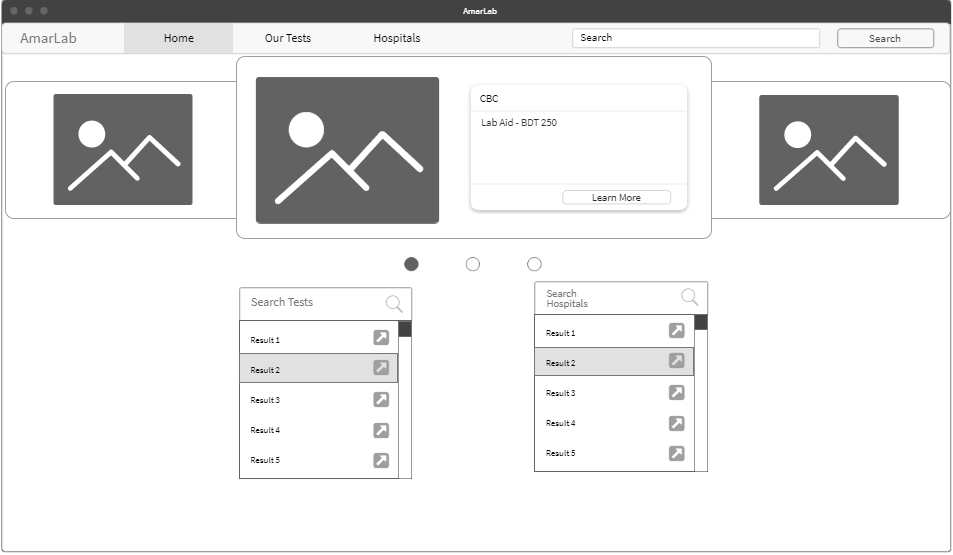 AmarLab
AmarLab
Home
Our Tests
Hospitals
Search
Search
CBC
Lab Aid - BDT 250
Learn More
Search Tests
Result 1
Result 2
Result 3
Result 4
Result 5
Search
Hospitals
Result 1
Result 2
Result 3
Result 4
Result 5